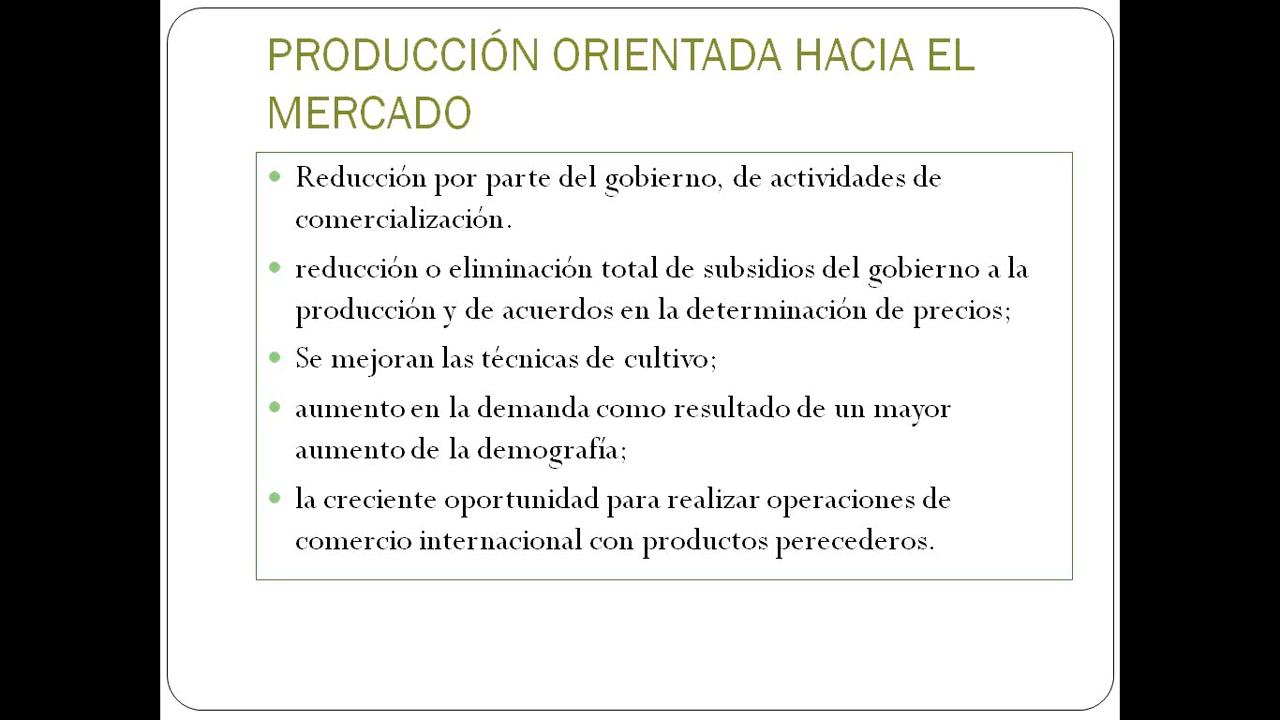 PRODUCCIÓN ORIENTADA HACIA EL
MERCADO
Reducción por parte del gobierno, de actividades de
comercialización.
reducción o eliminación total de subsidios del gobierno a la
producción y de acuerdos en la determinación de precios;
Se mejoran las técnicas de cultivo;
aumento en la demanda como resultado de un mayor
aumento de la demografía;
la creciente oportunidad para realizar operaciones de
comercio internacional con productos perecederos.